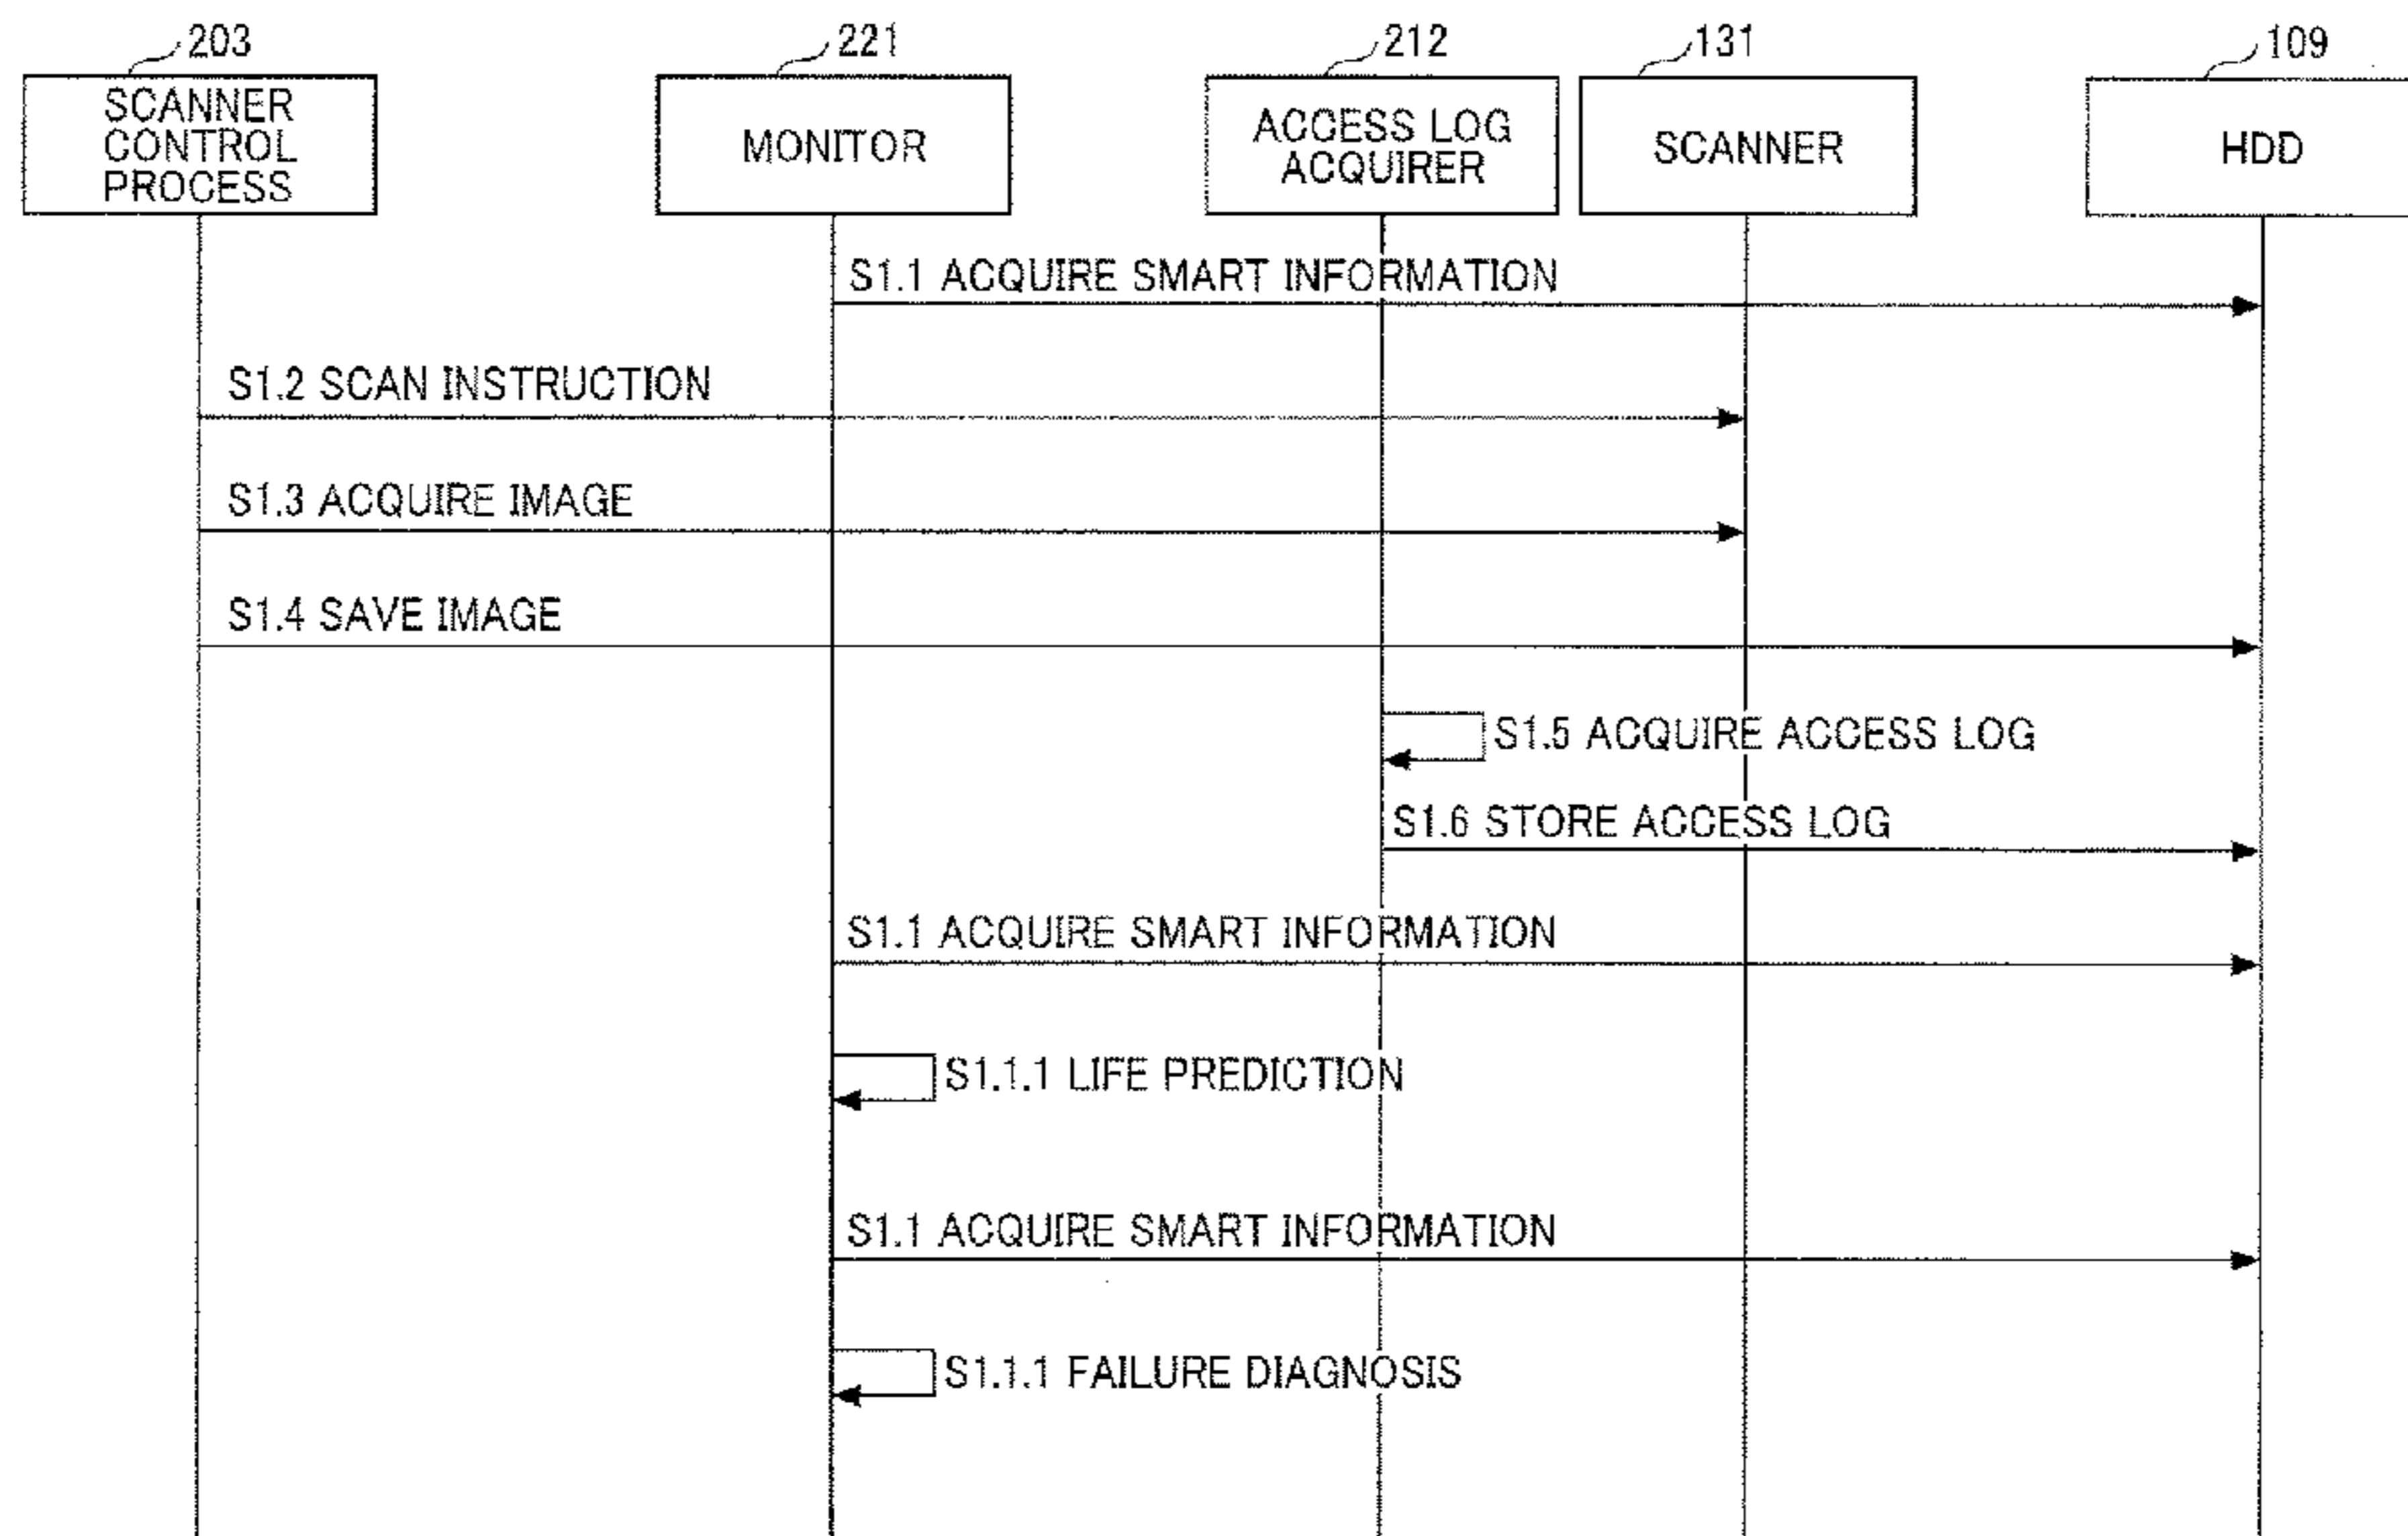 203
221
212
131
109
SCANNER
CONTROL
PROCESS
MONITOR
ACCESS LOG
ACQUIRER
SCANNER
HDD
S1.1 ACQUIRE SMART INFORMATION
S1.2 SCAN INSTRUCTION
S1.3 ACQUIRE IMAGE
S1.4 SAVE IMAGE
S1.5 ACQUIRE ACCESS LOG
S1.6 STORE ACCESS LOG
S1.1 ACQUIRE SMART INFORMATION
S1.1.1 LIFE PREDICTION
S1.1 ACQUIRE SMART INFORMATION
S1.1.1 FAILURE DIAGNOSIS